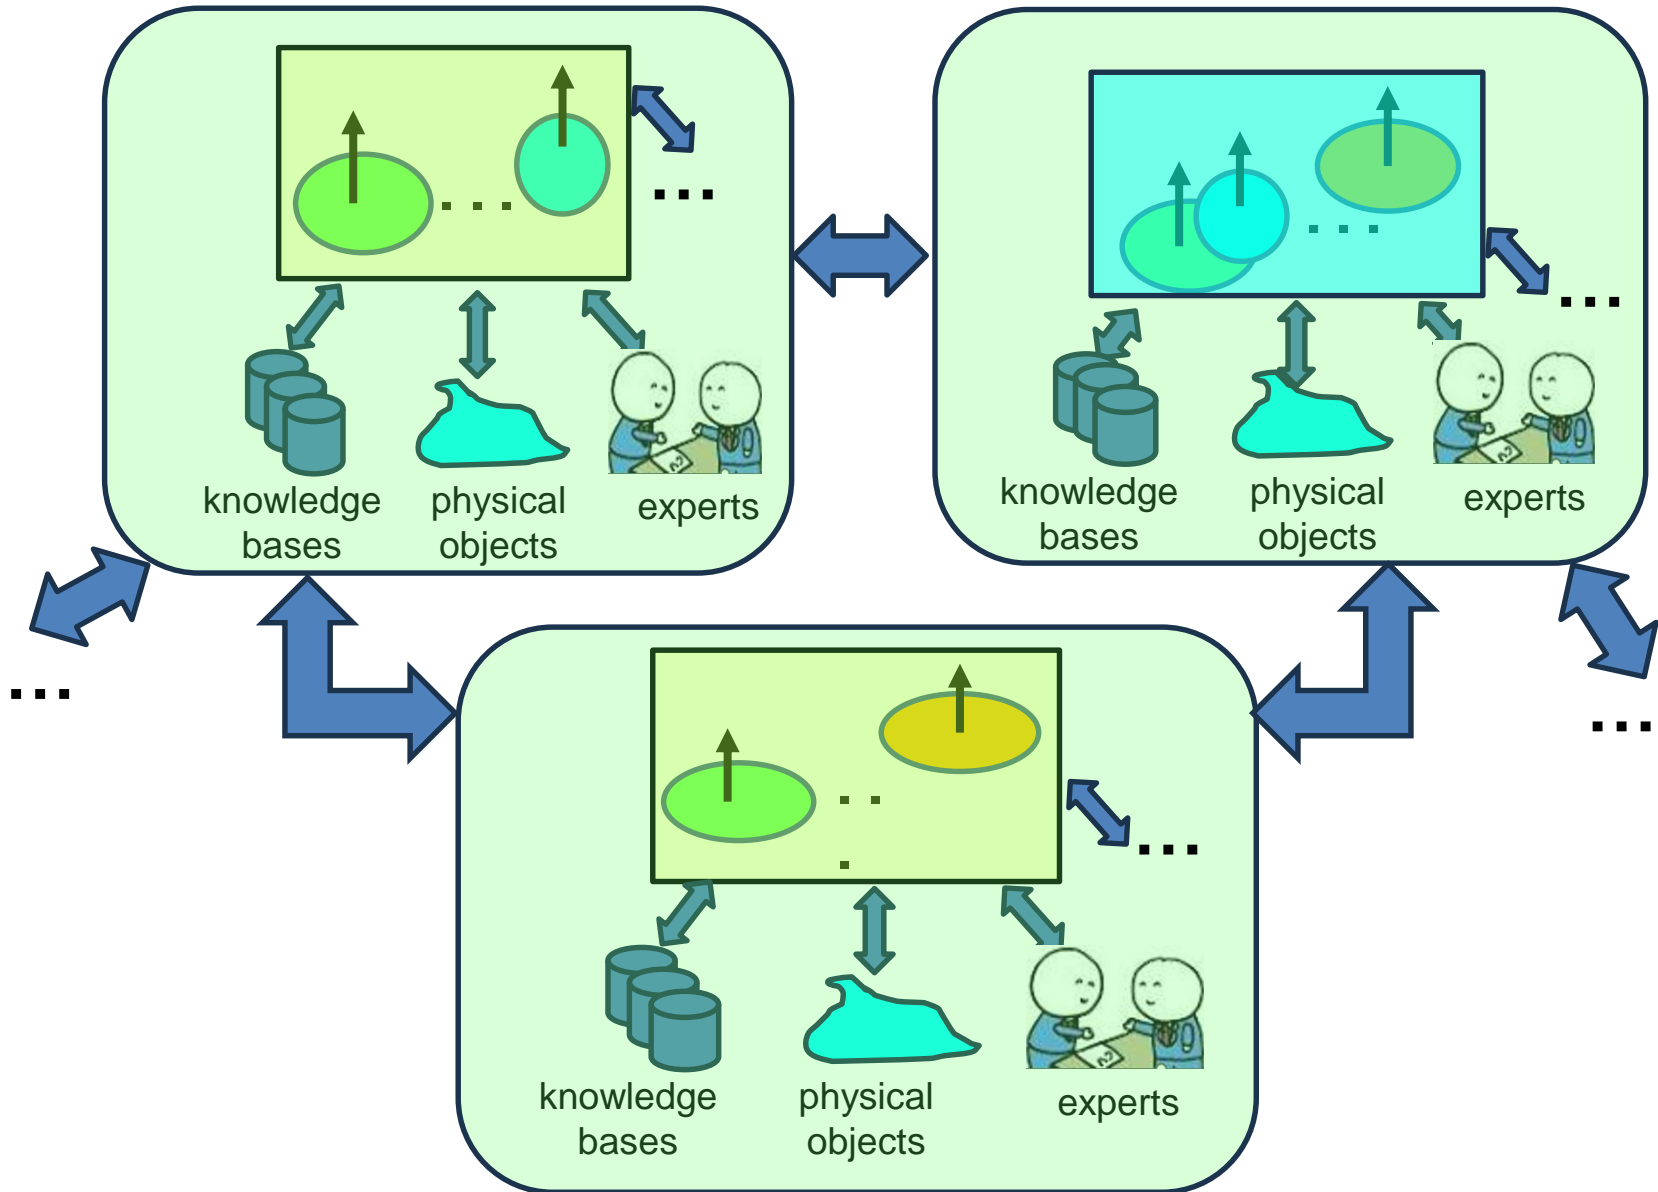 knowledge
bases
physical
objects
experts
knowledge
bases
physical
objects
experts
knowledge
bases
physical
objects
experts